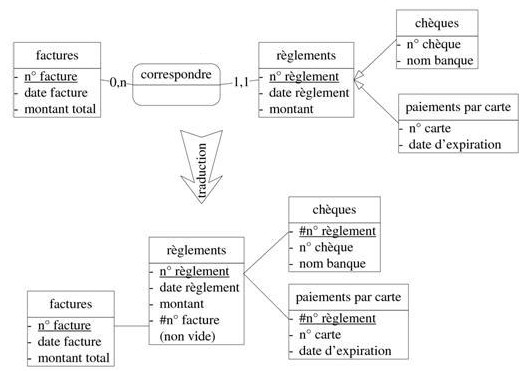 chèques
- n° chèque
- nom banque
factures
- n° facture
- date facture
- montant total
0,n
correspondre
1,1
règlements
- n° règlement
- date règlement
- montant
paiements par carte
- n° carte
- date d'expiration
traduction
chèques
- #n° règlement
- n° chèque
- nom banque
règlements
- n° règlement
- date règlement
- montant
- #n° facture
(non vide)
factures
- n° facture
- date facture
- montant total
paiements par carte
- #n° règlement
- n° carte
- date d'expiration